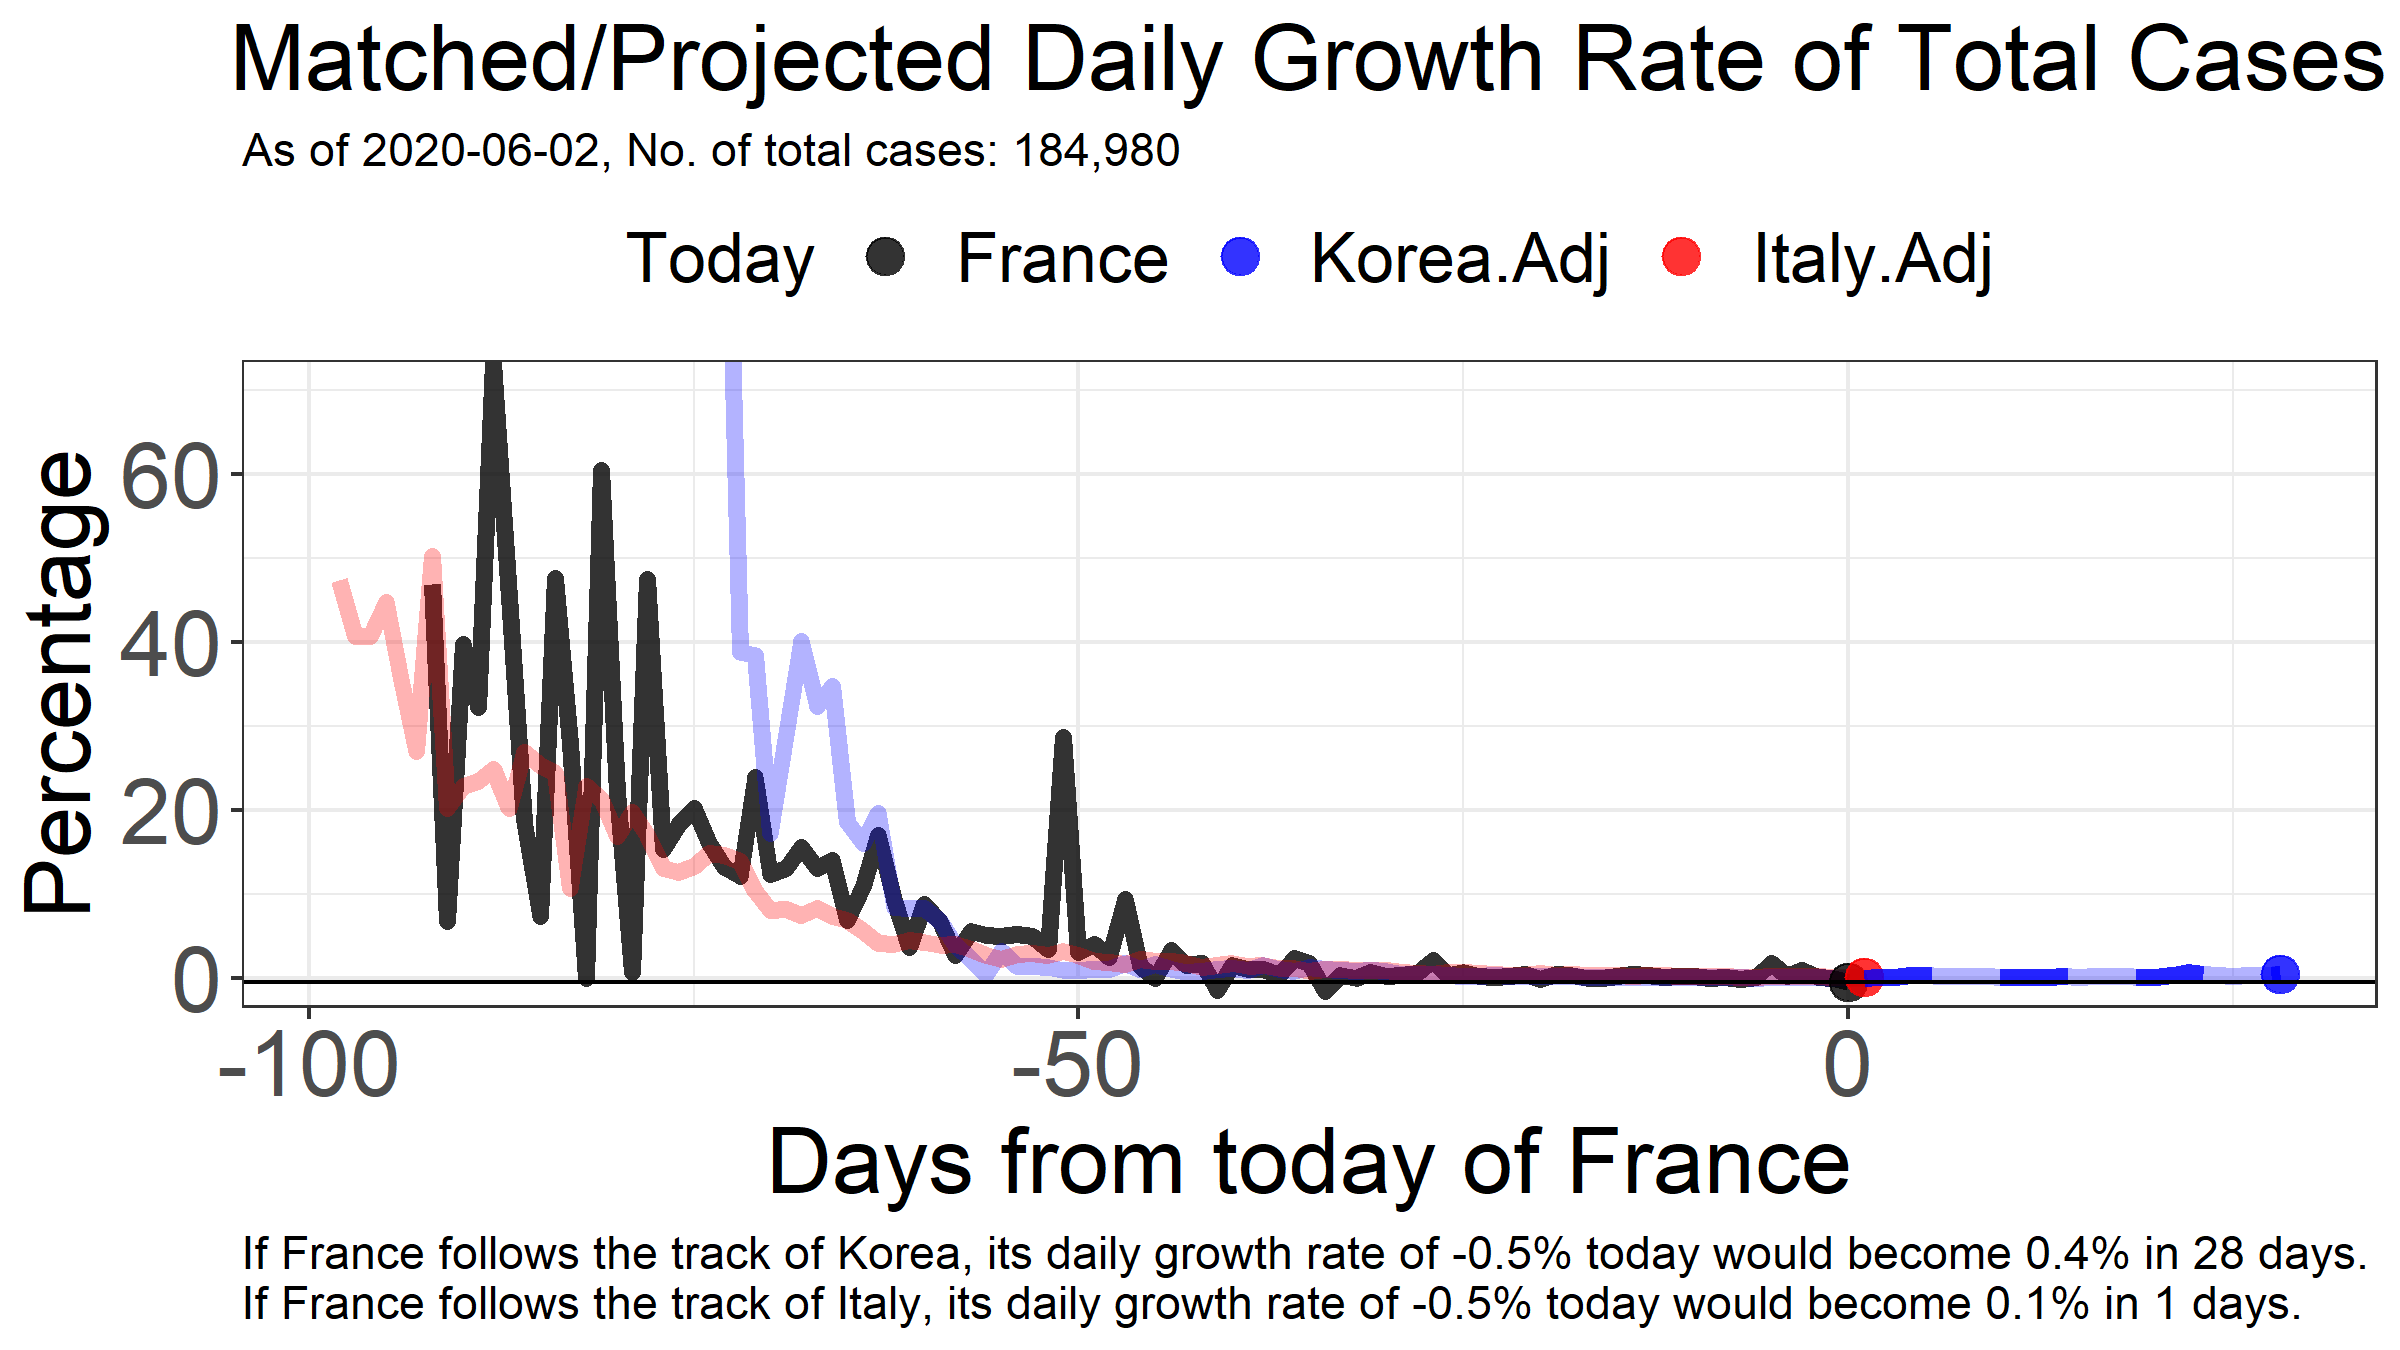 Matched/Projected Daily Growth Rate of Total Cases
As of 2020-06-02, No. of total cases: 184,980
Today France Korea.Adj Italy.Adj
Percentage
60
40
20
0
-100 -50 0
Days from today of France
If France follows the track of Korea, its daily growth rate of -0.5% today would become 0.4% in 28 days.
If France follows the track of Italy, its daily growth rate of -0.5% today would become 0.1% in 1 days.